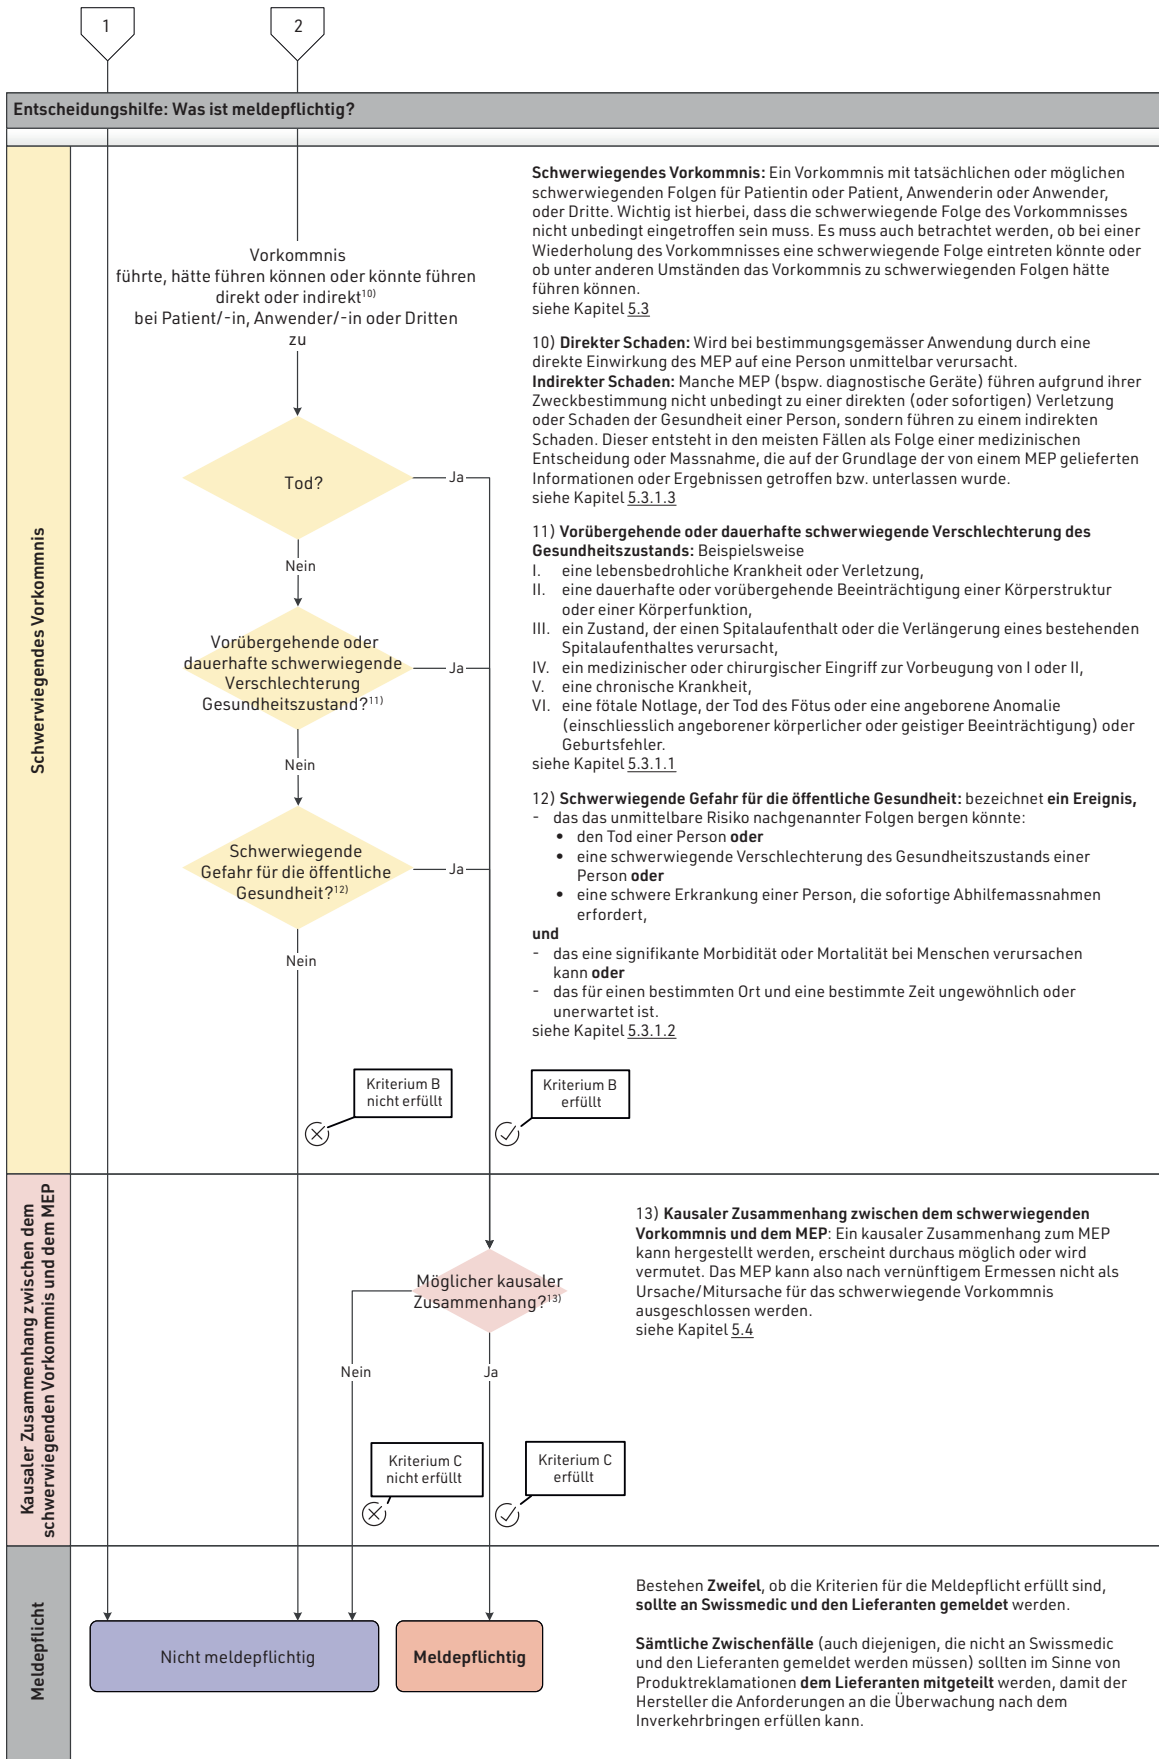 1
2
Entscheidungshilfe: Was ist meldepflichtig?
Schwerwiegendes Vorkommnis
Vorkommnis
führte, hätte führen können oder könnte führen
direkt oder indirekt10)
bei Patient/-in, Anwender/-in oder Dritten
zu
Tod?
Ja
Nein
Vorübergehende oder
dauerhafte schwerwiegende
Verschlechterung
Gesundheitszustand?11)
Ja
Nein
Schwerwiegende
Gefahr für die öffentliche
Gesundheit?12)
Ja
Nein
Kriterium B
nicht erfüllt
Kriterium B
erfüllt
Schwerwiegendes Vorkommnis: Ein Vorkommnis mit tatsächlichen oder möglichen
schwerwiegenden Folgen für Patientin oder Patient, Anwenderin oder Anwender,
oder Dritte. Wichtig ist hierbei, dass die schwerwiegende Folge des Vorkommnisses
nicht unbedingt eingetroffen sein muss. Es muss auch betrachtet werden, ob bei einer
Wiederholung des Vorkommnisses eine schwerwiegende Folge eintreten könnte oder
ob unter anderen Umständen das Vorkommnis zu schwerwiegenden Folgen hätte
führen können.
siehe Kapitel 5.3
10) Direkter Schaden: Wird bei bestimmungsgemässer Anwendung durch eine
direkte Einwirkung des MEP auf eine Person unmittelbar verursacht.
Indirekter Schaden: Manche MEP (bspw. diagnostische Geräte) führen aufgrund ihrer
Zweckbestimmung nicht unbedingt zu einer direkten (oder sofortigen) Verletzung
oder Schaden der Gesundheit einer Person, sondern führen zu einem indirekten
Schaden. Dieser entsteht in den meisten Fällen als Folge einer medizinischen
Entscheidung oder Massnahme, die auf der Grundlage der von einem MEP gelieferten
Informationen oder Ergebnissen getroffen bzw. unterlassen wurde.
siehe Kapitel 5.3.1.3
11) Vorübergehende oder dauerhafte schwerwiegende Verschlechterung des
Gesundheitszustands: Beispielsweise
I. eine lebensbedrohliche Krankheit oder Verletzung,
II. eine dauerhafte oder vorübergehende Beeinträchtigung einer Körperstruktur
oder einer Körperfunktion,
III. ein Zustand, der einen Spitalaufenthalt oder die Verlängerung eines bestehenden
Spitalaufenthaltes verursacht,
IV. ein medizinischer oder chirurgischer Eingriff zur Vorbeugung von I oder II,
V. eine chronische Krankheit,
VI. eine fötale Notlage, der Tod des Fötus oder eine angeborene Anomalie
(einschliesslich angeborener körperlicher oder geistiger Beeinträchtigung) oder
Geburtsfehler.
siehe Kapitel 5.3.1.1
12) Schwerwiegende Gefahr für die öffentliche Gesundheit: bezeichnet ein Ereignis,
- das das unmittelbare Risiko nachgenannter Folgen bergen könnte:
• den Tod einer Person oder
• eine schwerwiegende Verschlechterung des Gesundheitszustands einer
Person oder
• eine schwere Erkrankung einer Person, die sofortige Abhilfemassnahmen
erfordert,
und
- das eine signifikante Morbidität oder Mortalität bei Menschen verursachen
kann oder
- das für einen bestimmten Ort und eine bestimmte Zeit ungewöhnlich oder
unerwartet ist.
siehe Kapitel 5.3.1.2
Kausaler Zusammenhang zwischen dem
schwerwiegenden Vorkommnis und dem MEP
Möglicher kausaler
Zusammenhang?13)
Nein
Ja
Kriterium C
nicht erfüllt
Kriterium C
erfüllt
13) Kausaler Zusammenhang zwischen dem schwerwiegenden
Vorkommnis und dem MEP: Ein kausaler Zusammenhang zum MEP
kann hergestellt werden, erscheint durchaus möglich oder wird
vermutet. Das MEP kann also nach vernünftigem Ermessen nicht als
Ursache/Mitursache für das schwerwiegende Vorkommnis
ausgeschlossen werden.
siehe Kapitel 5.4
Meldepflicht
Nicht meldepflichtig
Meldepflichtig
Bestehen Zweifel, ob die Kriterien für die Meldepflicht erfüllt sind,
sollte an Swissmedic und den Lieferanten gemeldet werden.
Sämtliche Zwischenfälle (auch diejenigen, die nicht an Swissmedic
und den Lieferanten gemeldet werden müssen) sollten im Sinne von
Produktreklamationen dem Lieferanten mitgeteilt werden, damit der
Hersteller die Anforderungen an die Überwachung nach dem
Inverkehrbringen erfüllen kann.